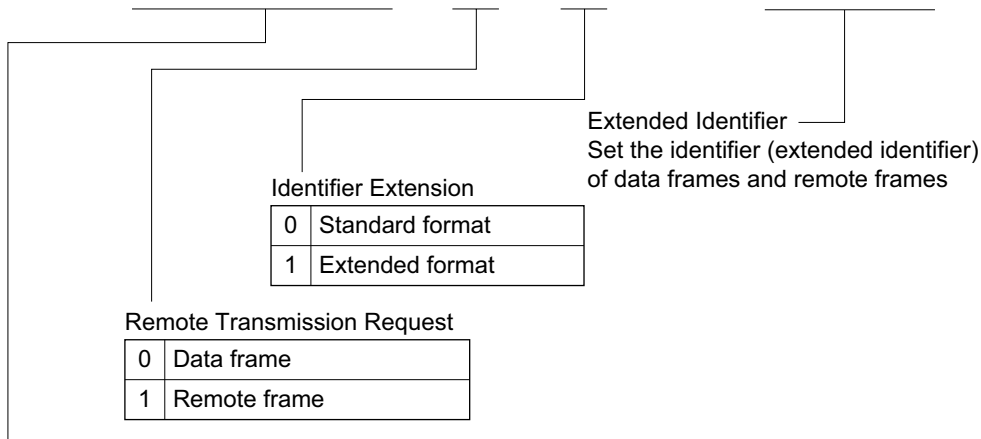 Extended Identifier
Set the identifier (extended identifier)
of data frames and remote frames
Identifier Extension
0 Standard format
1 Extended format
Remote Transmission Request
0 Data frame
1 Remote frame